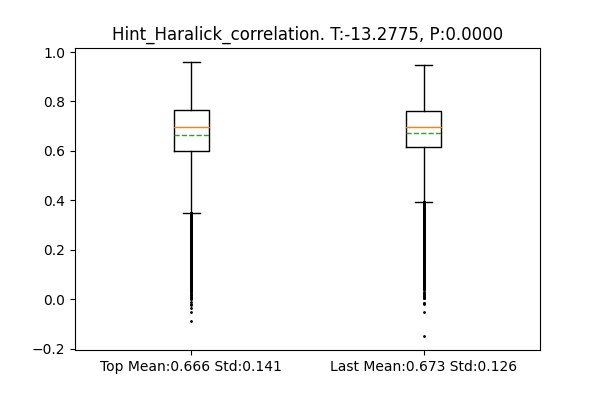 Hint_Haralick_correlation. T:-13.2775, P:0.0000
1.0
0.8
0.6
0.4
0.2
0.0
−0.2
Top Mean:0.666 Std:0.141
Last Mean:0.673 Std:0.126